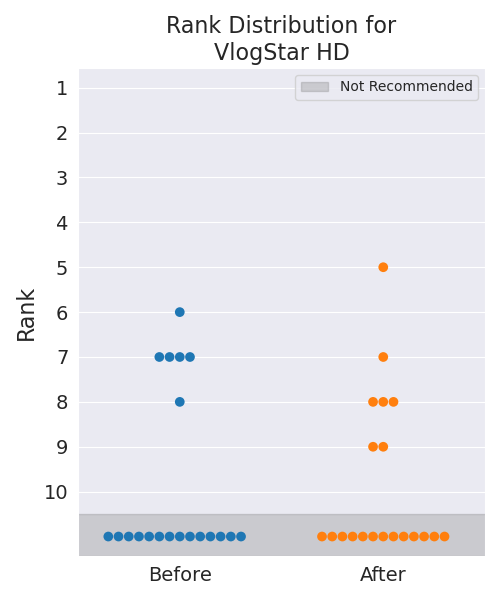 Rank Distribution for
VlogStar HD
Not Recommended
1
2
3
4
5
6
7
8
9
10
Rank
Before
After